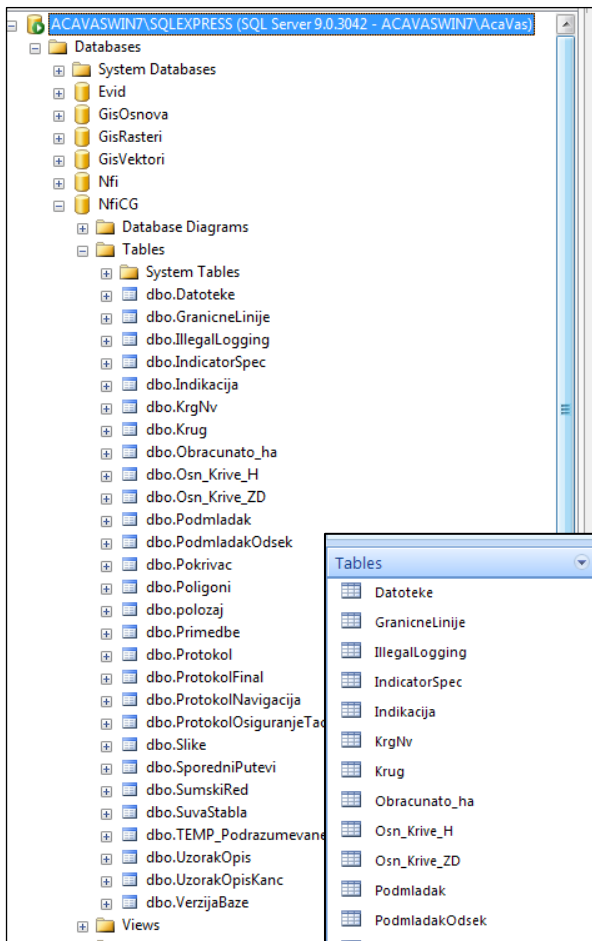 ACAVASWIN7\SQLEXPRESS (SQL Server 9.0.3042 - ACAVASWIN7\AcaVas)
Databases
System Databases
Evid
GisOsnova
GisRasteri
GisVektori
Nfi
NfiCG
Database Diagrams
Tables
System Tables
dbo.Datoteke
dbo.GranicneLinije
dbo.IllegalLogging
dbo.IndicatorSpec
dbo.Indikacija
dbo.KrgNv
dbo.Krug
dbo.Obracunato_ha
dbo.Osn_Krive_H
dbo.Osn_Krive_ZD
dbo.Podmladak
dbo.PodmladakOdsek
dbo.Pokrivac
dbo.Poligoni
dbo.polozaj
dbo.Primedbe
dbo.Protokol
dbo.ProtokolFinal
dbo.ProtokolNavigacija
dbo.ProtokolOsiguranjeTac
dbo.Slike
dbo.SporedniPutevi
dbo.SumskiRed
dbo.SuvaStabla
dbo.TEMP_Podrazumevane
dbo.UzorakOpis
dbo.UzorakOpisKanc
dbo.VerzijaBaze
Views
Tables
Datoteke
GranicneLinije
IllegalLogging
IndicatorSpec
Indikacija
KrgNv
Krug
Obracunato_ha
Osn_Krive_H
Osn_Krive_ZD
Podmladak
PodmladakOdsek